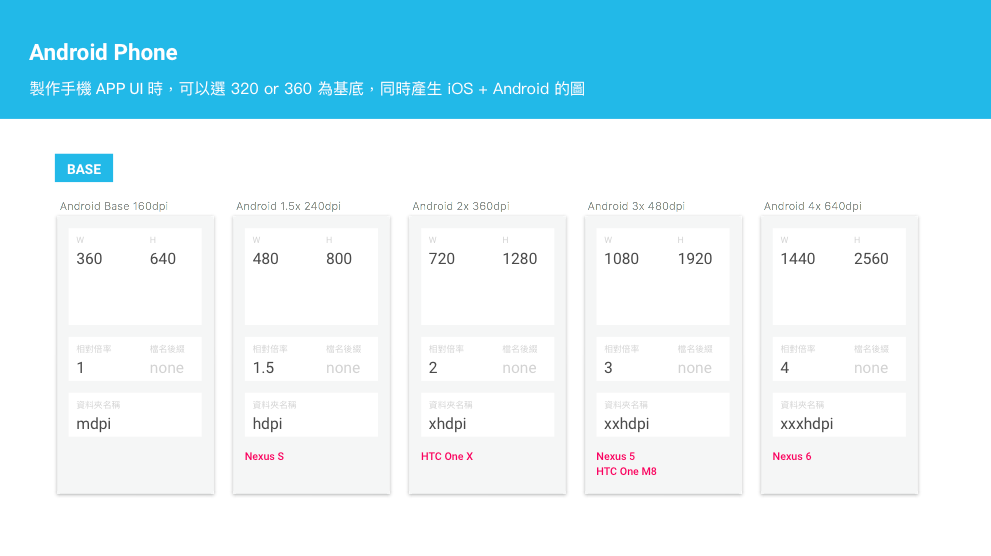 Android Phone
製作手機 APP UI 時，可以選 320 or 360 為基底，同時產生 iOS + Android 的圖
BASE
Android Base 160dpi
W H
360 640
相對倍率 檔名後綴
1 none
資料夾名稱
mdpi
Android 1.5x 240dpi
W H
480 800
相對倍率 檔名後綴
1.5 none
資料夾名稱
hdpi
Nexus S
Android 2x 360dpi
W H
720 1280
相對倍率 檔名後綴
2 none
資料夾名稱
xhdpi
HTC One X
Android 3x 480dpi
W H
1080 1920
相對倍率 檔名後綴
3 none
資料夾名稱
xxhdpi
Nexus 5
HTC One M8
Android 4x 640dpi
W H
1440 2560
相對倍率 檔名後綴
4 none
資料夾名稱
xxxhdpi
Nexus 6